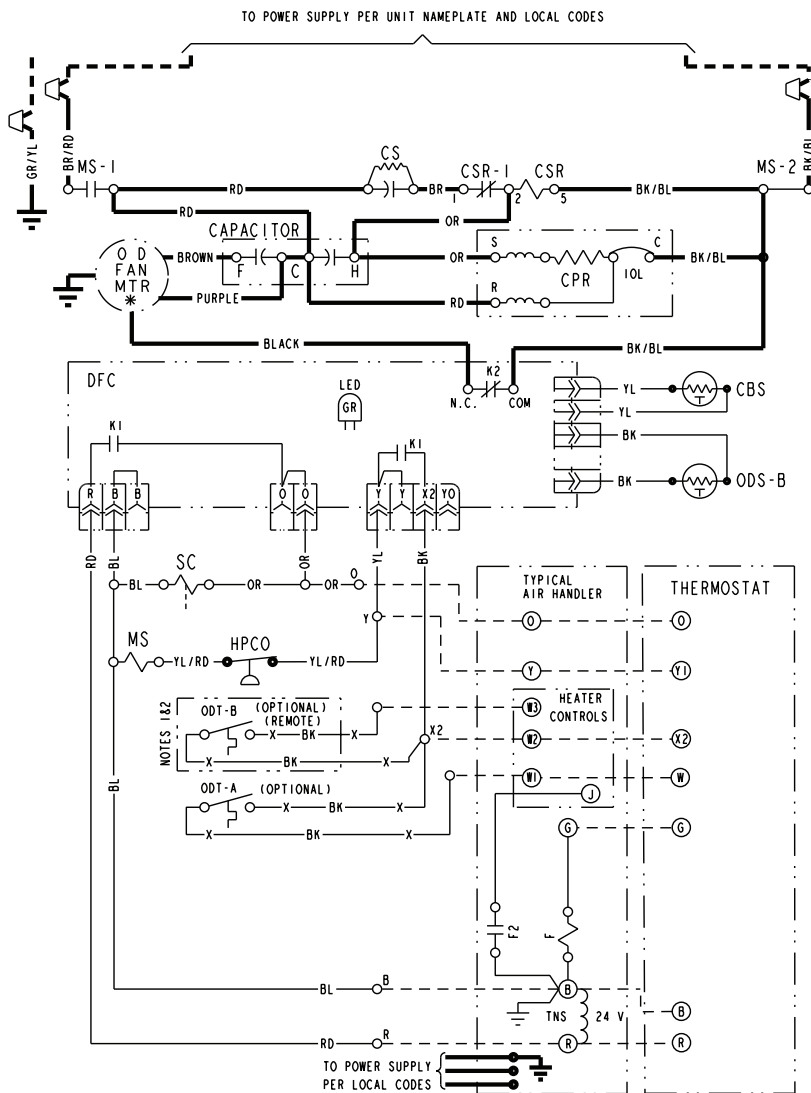 TO POWER SUPPLY PER UNIT NAMEPLATE AND LOCAL CODES
GR/YL
BR/RD
BK/BL
MS-1
CS
CSR-1
CSR
MS-2
RD
BR
1
2
5
BK/BL
RD
OR
CAPACITOR
O D
FAN
MTR
*
BROWN
F
C
H
OR
S
C
BK/BL
CPR
IOL
PURPLE
RD
R
BLACK
BK/BL
DFC
LED
GR
K2
N.C.
COM
YL
CBS
YL
BK
BK
ODS-B
K1
K1
R
B
B
O
O
Y
Y
X2
YO
RD
BL
OR
YL
BK
SC
BL
OR
OR
O
TYPICAL
AIR HANDLER
THERMOSTAT
Y
O
O
MS
HPCO
YL/RD
YL/RD
Y
Y1
NOTES 1&2
ODT-B
(OPTIONAL)
(REMOTE)
X
BK
X
X
BK
X
X2
W3
HEATER
CONTROLS
W2
X2
W1
W
BL
ODT-A
(OPTIONAL)
X
BK
X
X
BK
X
J
G
G
F2
F
BL
B
B
TNS
24 V
B
RD
R
R
R
TO POWER SUPPLY
PER LOCAL CODES